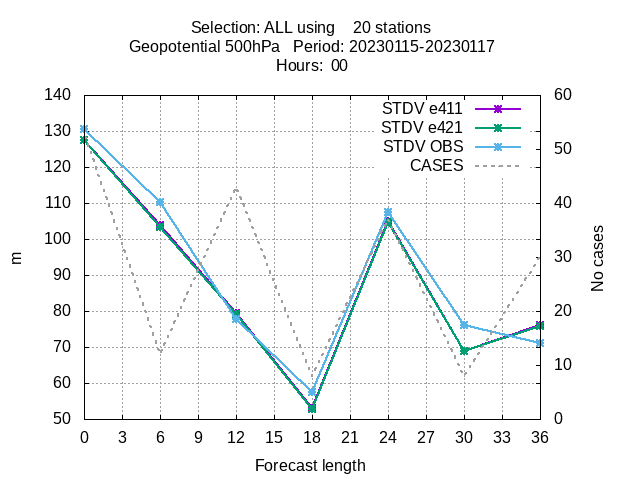 Selection: ALL using    20 stations
Geopotential 500hPa   Period: 20230115-20230117
Hours:  00
140 60
STDV e411
130 STDV e421
50
STDV OBS
120 CASES
110 40
100
m 90 30 No cases
80 20
70
10
60
50 0
0 3 6 9 12 15 18 21 24 27 30 33 36
Forecast length